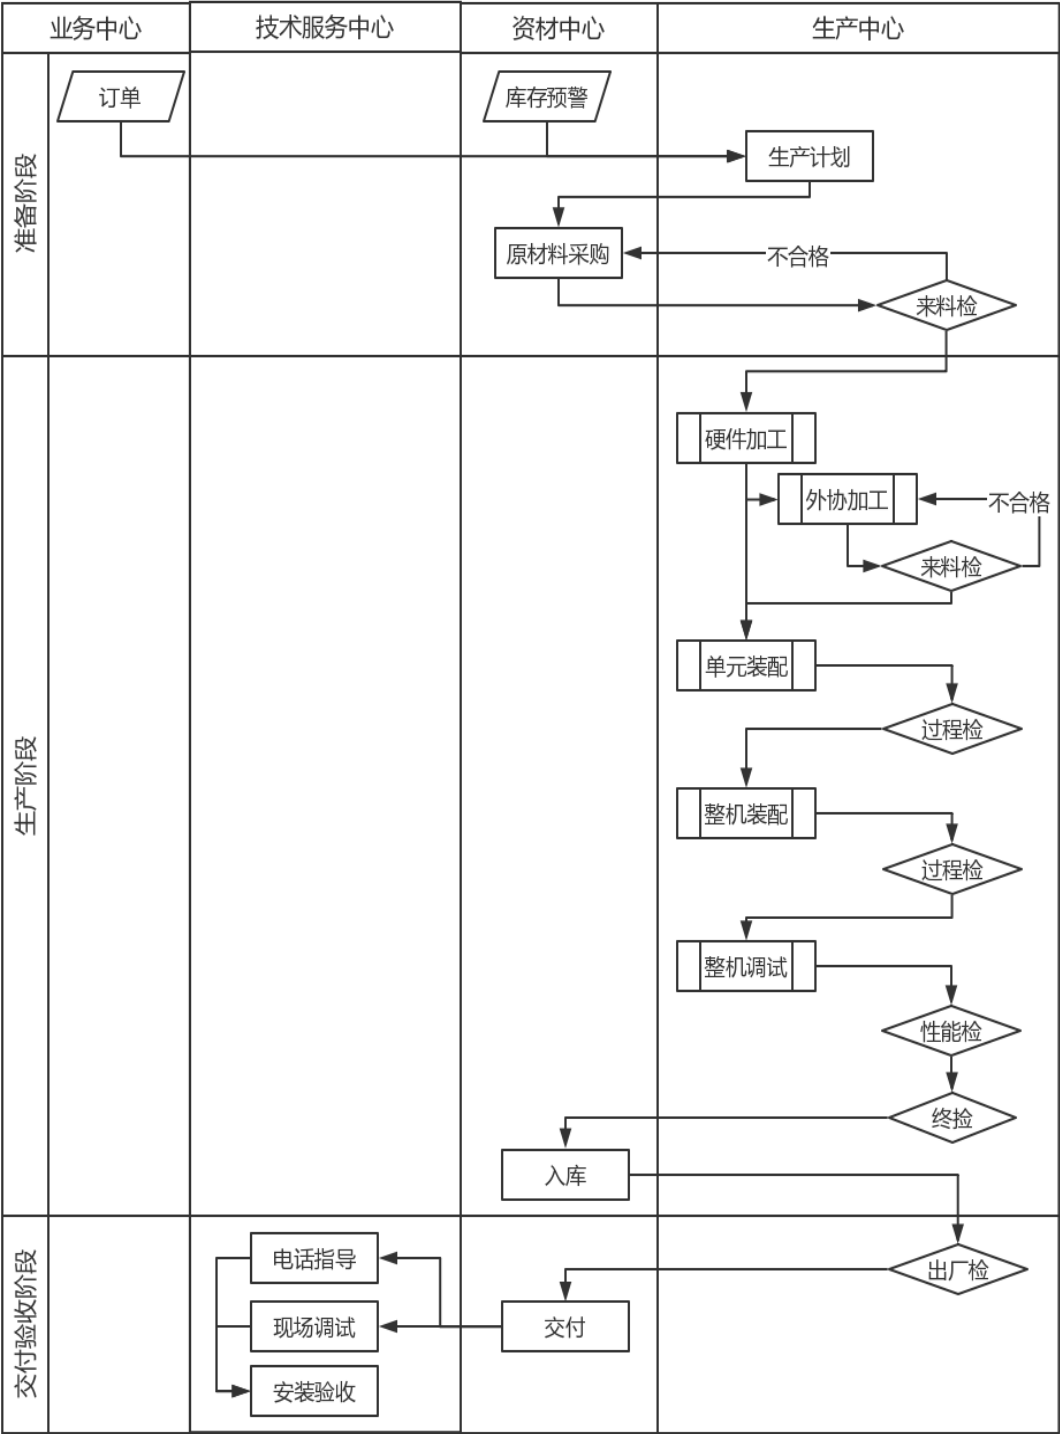 业务中心
技术服务中心
资材中心
生产中心
准备阶段
订单
库存预警
生产计划
原材料采购
不合格
来料检
生产阶段
硬件加工
外协加工
不合格
来料检
单元装配
过程检
整机装配
过程检
整机调试
性能检
终捡
入库
交付验收阶段
电话指导
出厂检
现场调试
交付
安装验收